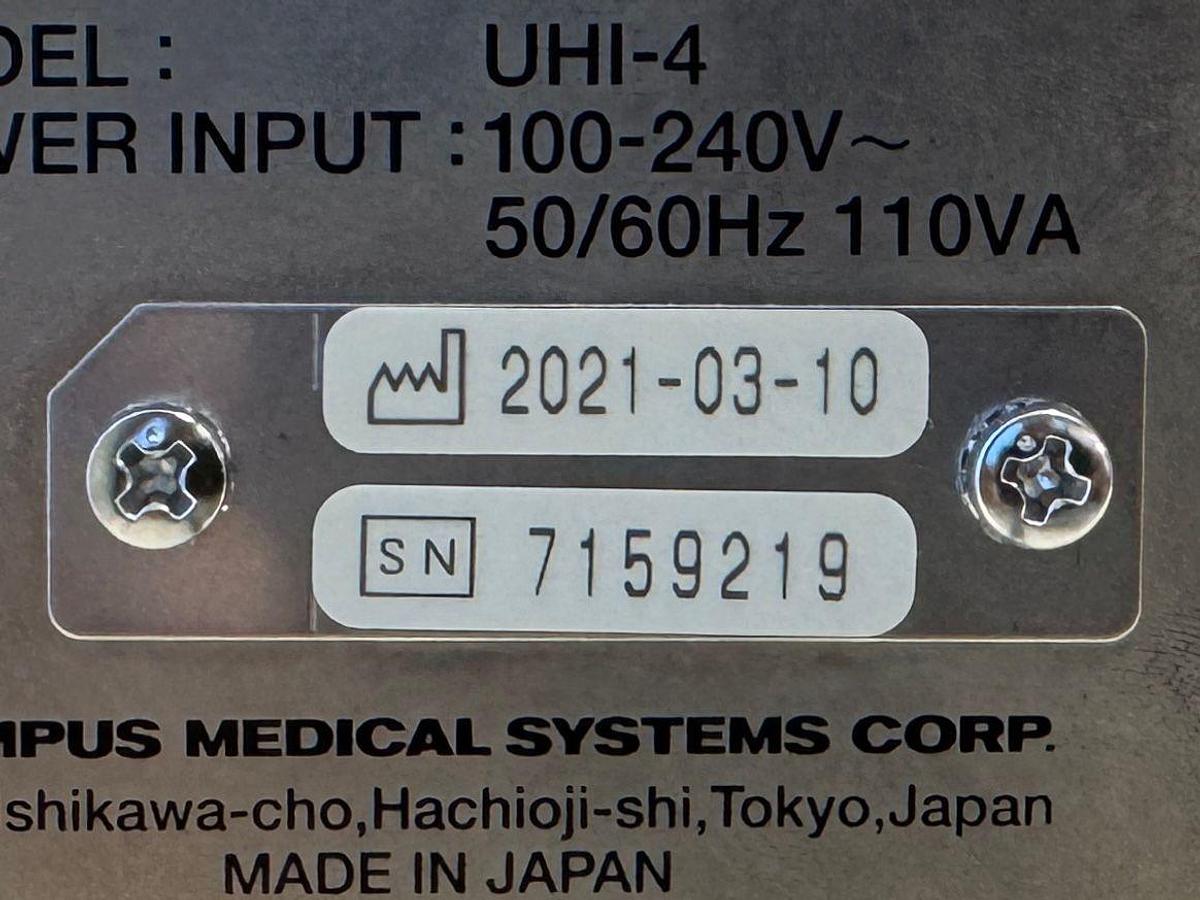 DEL : UHI-4
VER INPUT : 100-240V~
50/60Hz 110VA
2021-03-10
SN 7159219
MPUS MEDICAL SYSTEMS CORP.
shikawa-cho,Hachioji-shi,Tokyo,Japan
MADE IN JAPAN